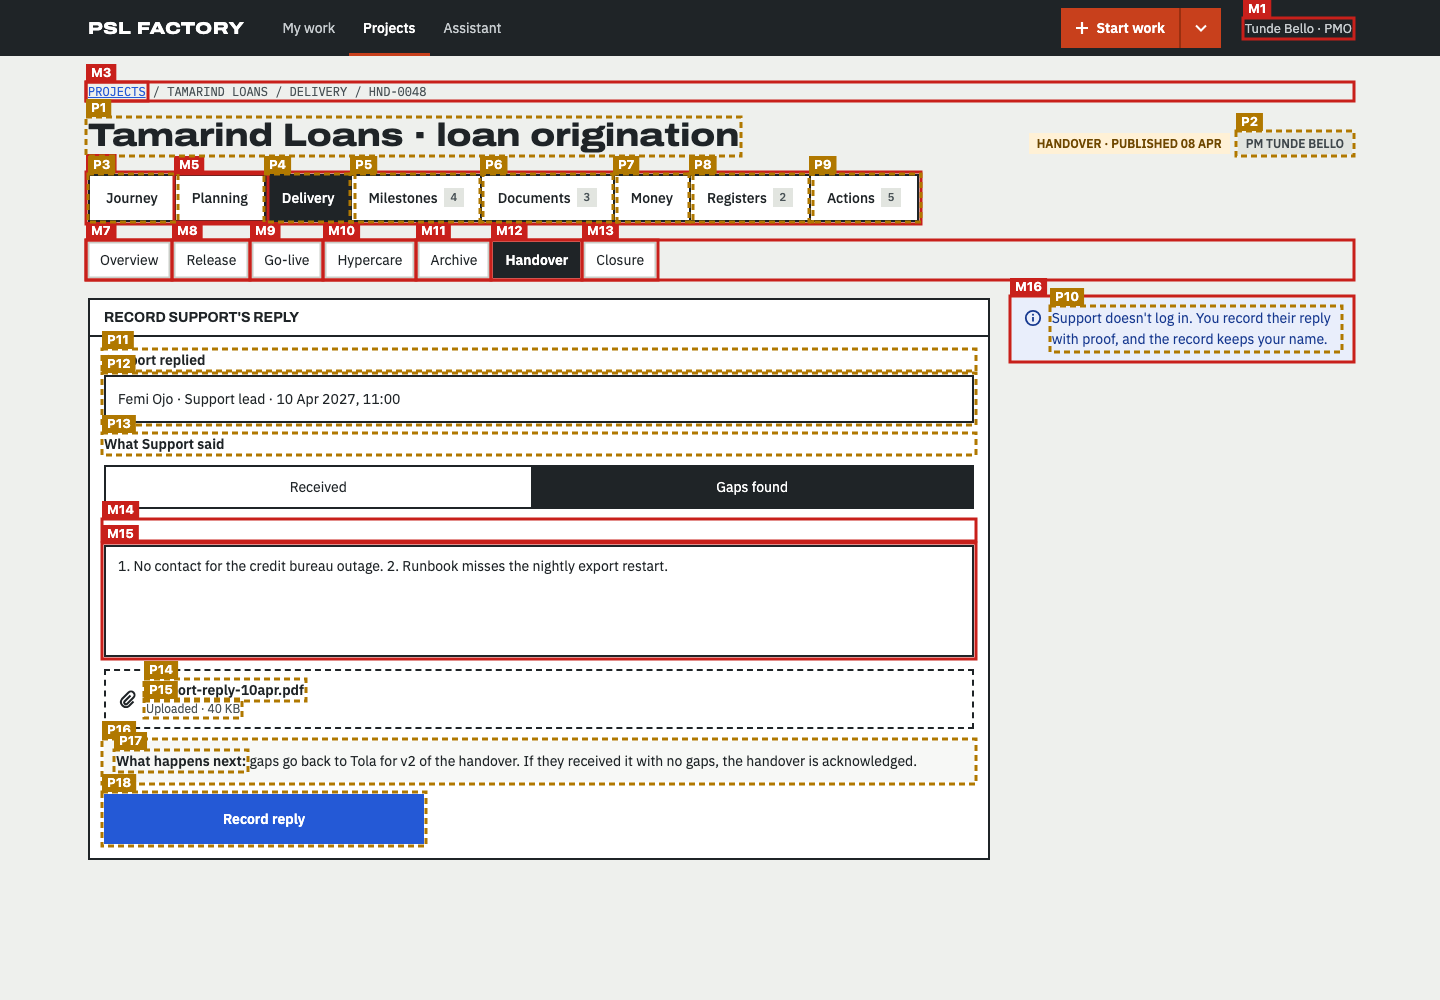 PSL FACTORY My work Projects Assistant + Start work M1 Tunde Bello · PMO
M3
PROJECTS / TAMARIND LOANS / DELIVERY / HND-0048
P1
Tamarind Loans · loan origination
HANDOVER · PUBLISHED 08 APR
P2
PM TUNDE BELLO
P3 M5 P4 P5 P6 P7 P8 P9
Journey Planning Delivery Milestones 4 Documents 3 Money Registers 2 Actions 5
M7 M8 M9 M10 M11 M12 M13
Overview Release Go-live Hypercare Archive Handover Closure
RECORD SUPPORT'S REPLY
P11
port replied
P12
Femi Ojo · Support lead · 10 Apr 2027, 11:00
P13
What Support said
Received Gaps found
M14
M15
1. No contact for the credit bureau outage. 2. Runbook misses the nightly export restart.
P14
P15 ort-reply-10apr.pdf
Uploaded · 40 KB
P16
P17
What happens next: gaps go back to Tola for v2 of the handover. If they received it with no gaps, the handover is acknowledged.
P18
Record reply
M16
P10
Support doesn't log in. You record their reply
with proof, and the record keeps your name.